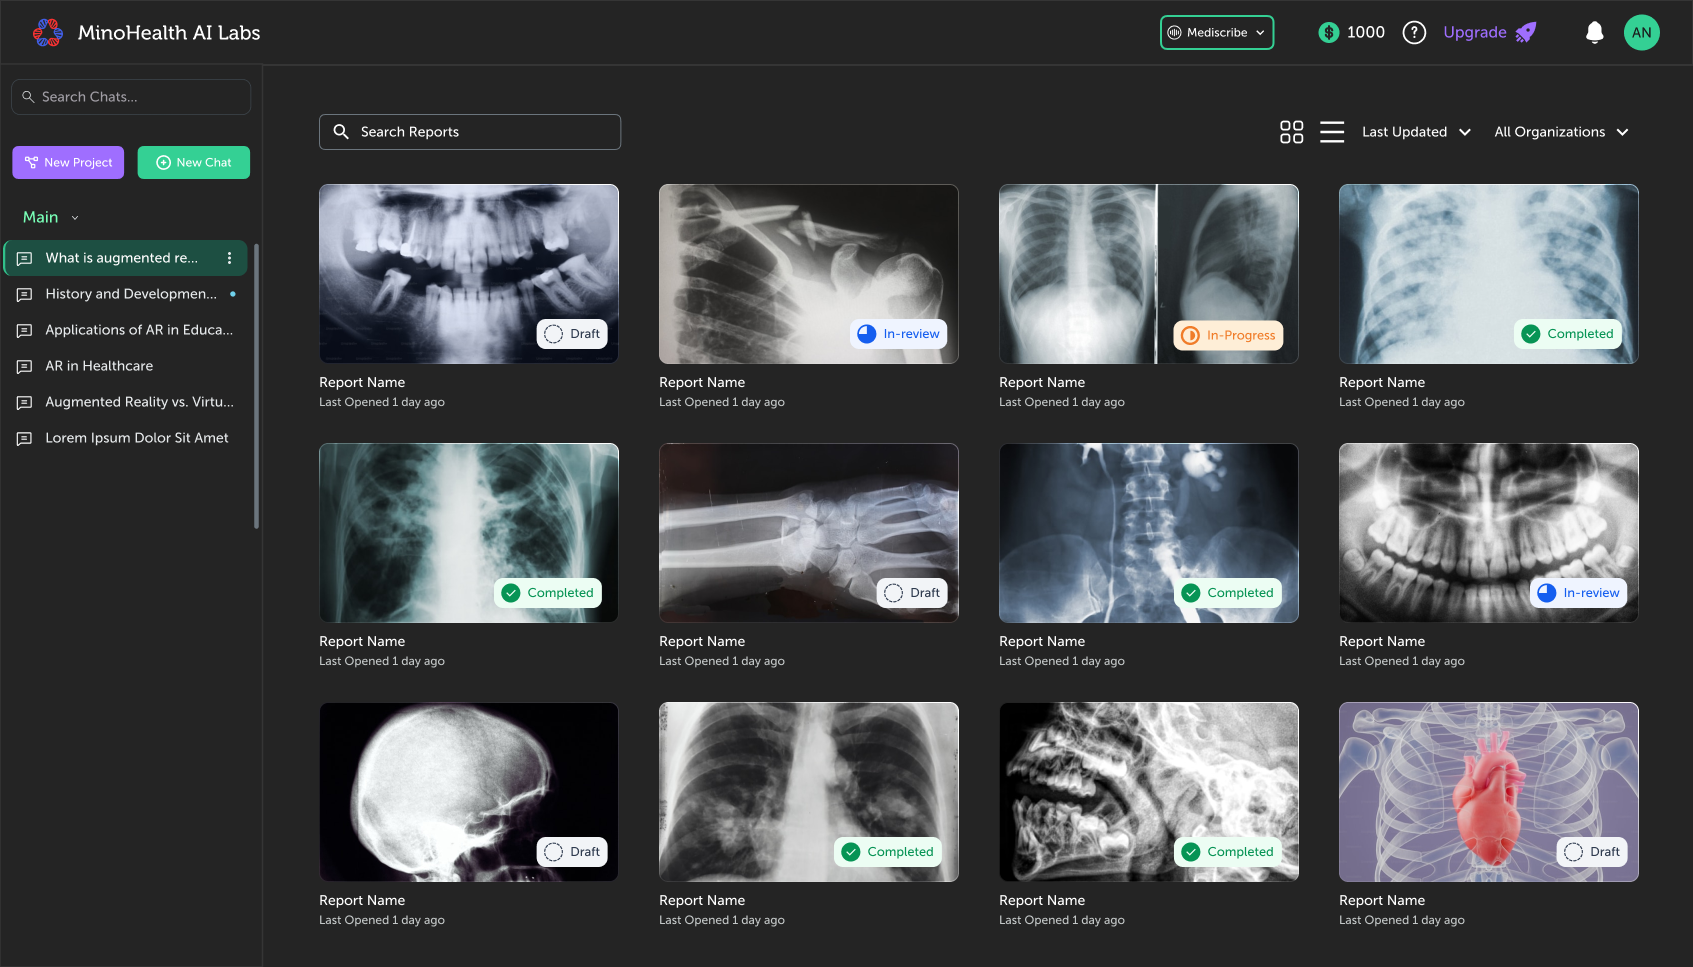 MinoHealth AI Labs
Mediscribe
1000
?
Upgrade
AN
Search Chats...
New Project
New Chat
Main
What is augmented re...
History and Developmen...
Applications of AR in Educa...
AR in Healthcare
Augmented Reality vs. Virtu...
Lorem Ipsum Dolor Sit Amet
Search Reports
Last Updated
All Organizations
Draft
In-review
In-Progress
Completed
Report Name
Last Opened 1 day ago
Report Name
Last Opened 1 day ago
Report Name
Last Opened 1 day ago
Report Name
Last Opened 1 day ago
Completed
Draft
Completed
In-review
Report Name
Last Opened 1 day ago
Report Name
Last Opened 1 day ago
Report Name
Last Opened 1 day ago
Report Name
Last Opened 1 day ago
Draft
Completed
Completed
Draft
Report Name
Last Opened 1 day ago
Report Name
Last Opened 1 day ago
Report Name
Last Opened 1 day ago
Report Name
Last Opened 1 day ago